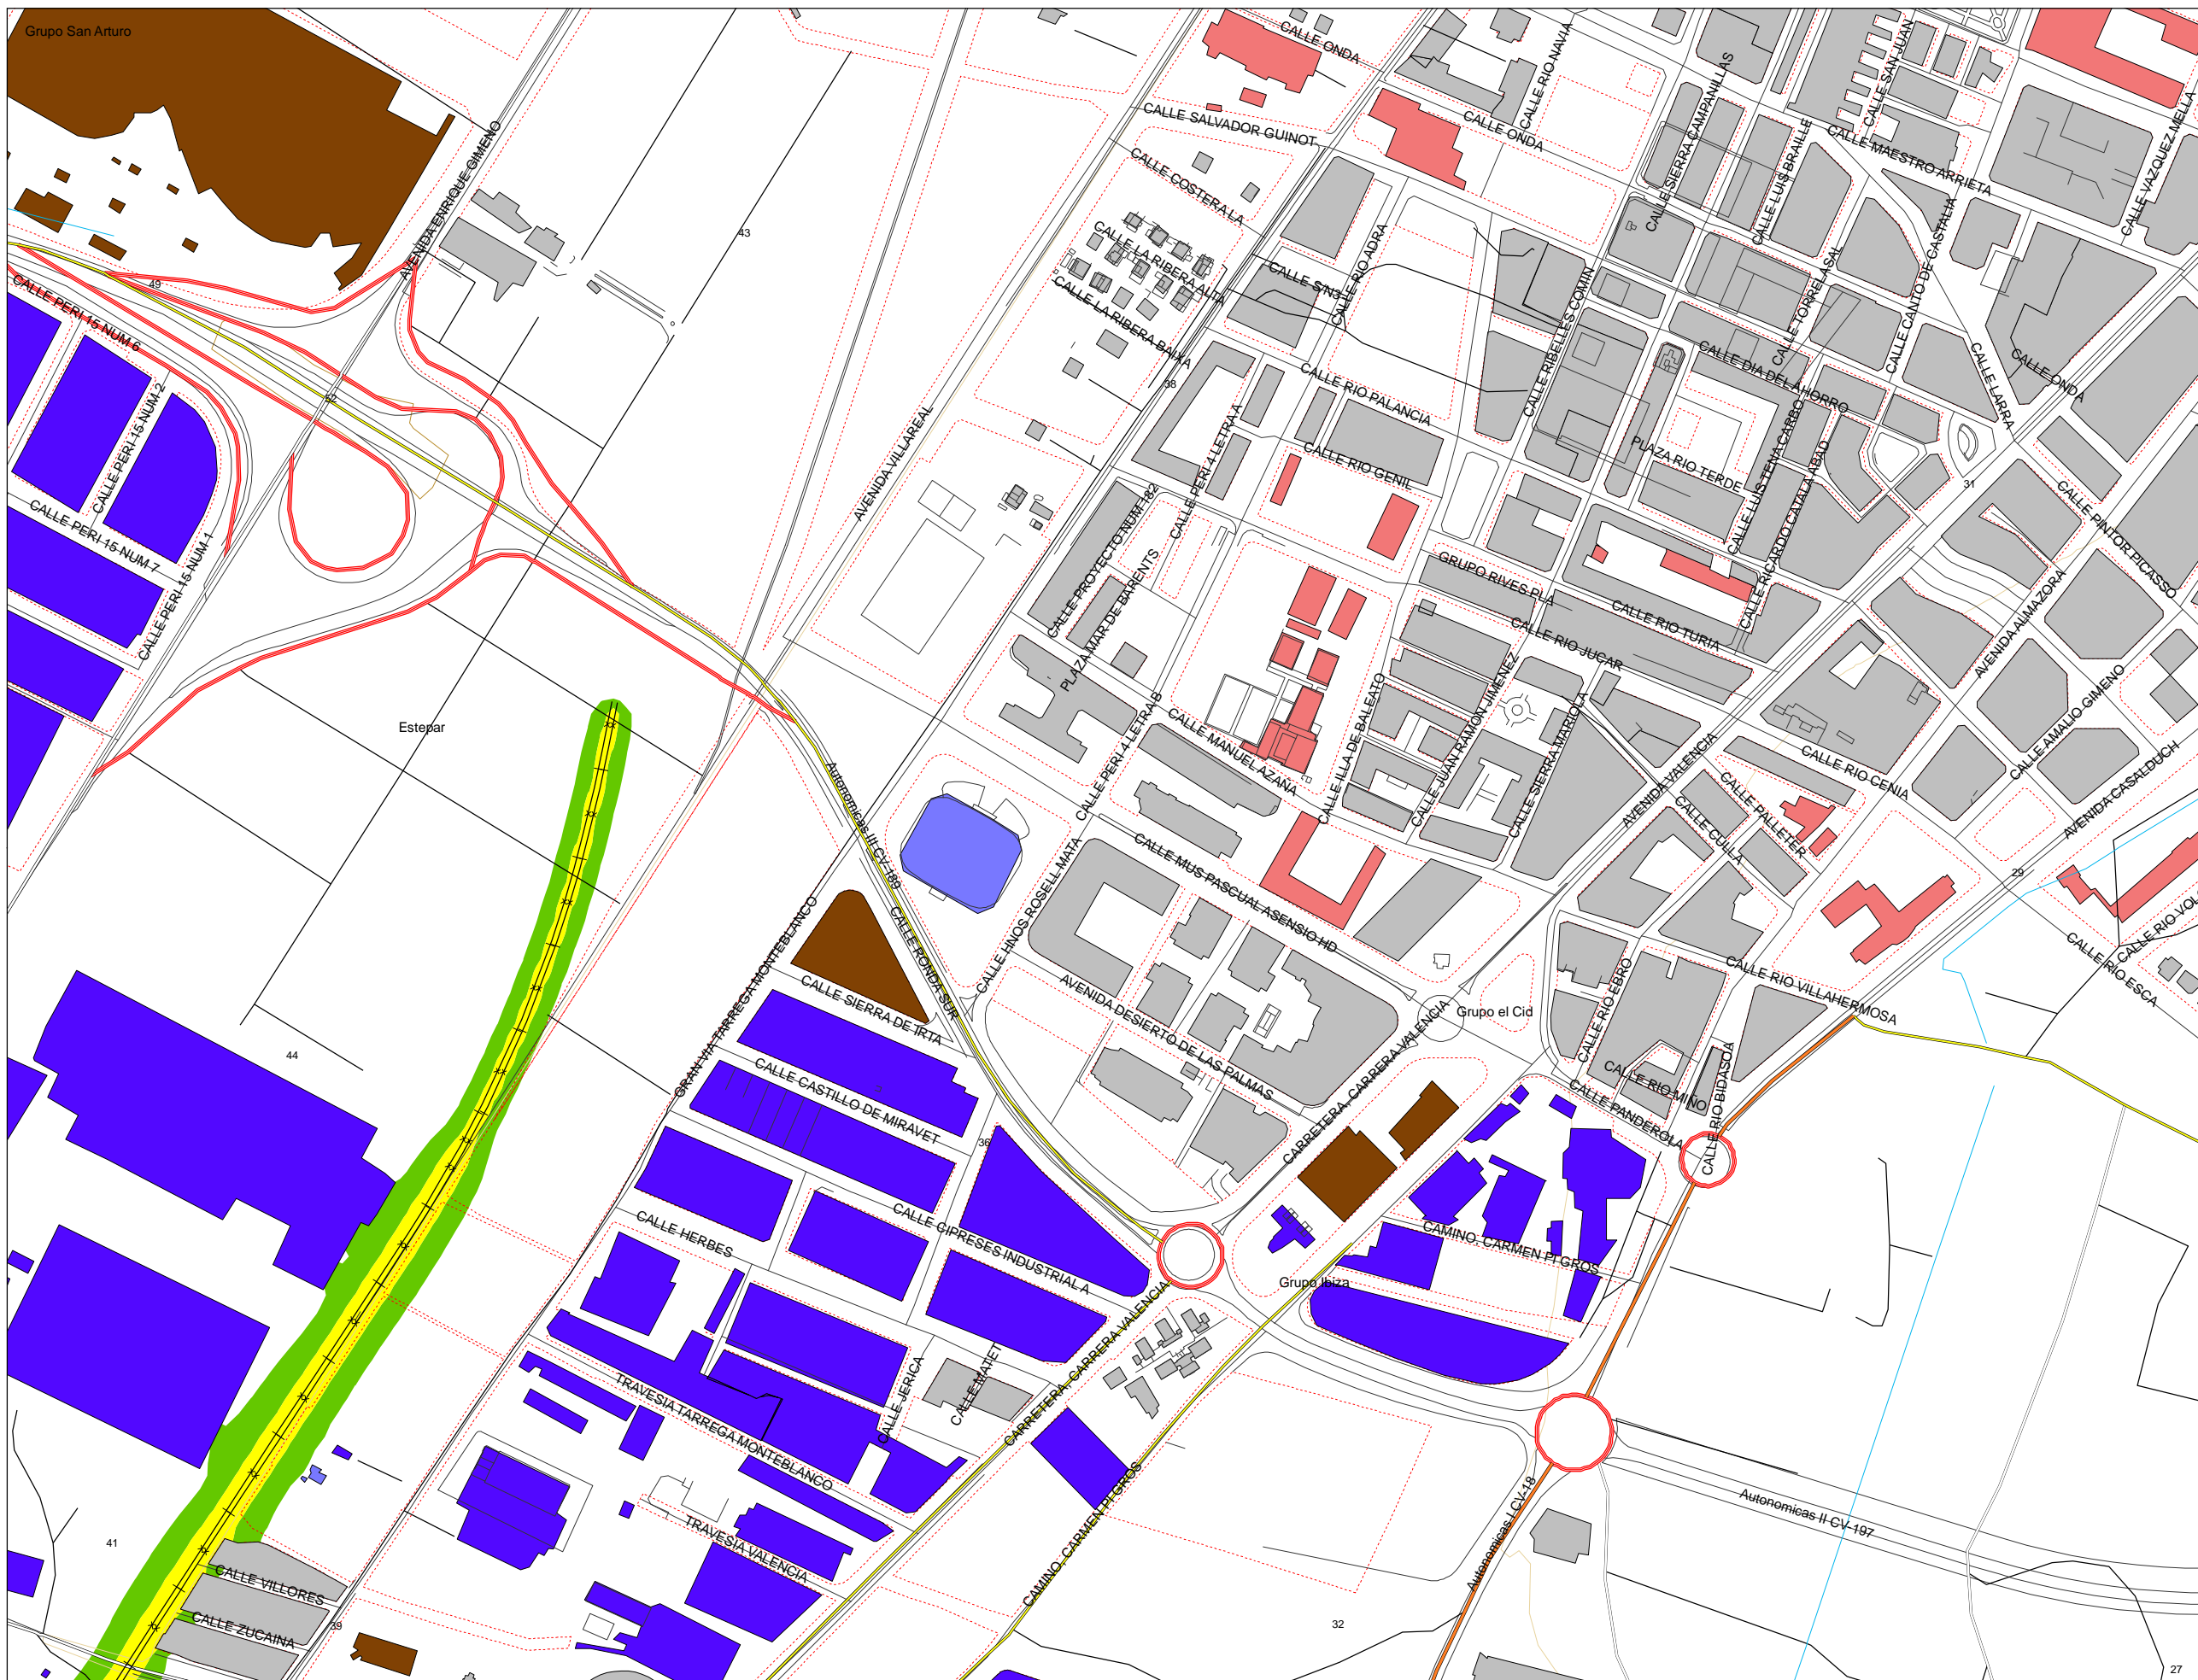 Grupo San Arturo
CALLE ONDA
CALLE RIO NAVIA
CALLE SAN JUAN
CALLE SIERRA CAMPANILLAS
CALLE SALVADOR GUINOT
CALLE ONDA
CALLE LUIS BRAILLE
CALLE MAESTRO ARRIETA
CALLE VAZQUEZ MELLA
AVENIDA ENRIQUE GIMENO
CALLE COSTERA LA
43
CALLE LA RIBERA ALTA
CALLE S/N3
CALLE RIO ADRA
CALLE TORRELASAL
CALLE CANTO DE CASTALIA
49
CALLE PERI 15 NUM 6
CALLE LA RIBERA BAIXA
CALLE RIBELLES COMIN
CALLE DIA DEL AHORRO
CALLE LARRA
CALLE ONDA
38
CALLE RIO PALANCIA
CALLE PERI 15 NUM 2
AVENIDA VILLAREAL
CALLE PERI 4 LETRA A
CALLE RIO GENIL
PLAZA RIO TERDE
CALLE LUIS TENA CARBO
CALLE RICARDO CATALA ABAD
31
CALLE PINTOR PICASSO
CALLE PERI 15 NUM 7
CALLE PERI 15 NUM 1
CALLE PROYECTO NUM 182
PLAZA MAR DE BARENTS
GRUPO RIVES PLA
CALLE RIO TURIA
CALLE RIO JUCAR
AVENIDA ALMAZORA
Estepar
CALLE PERI 4 LETRA B
CALLE MANUEL AZAÑA
CALLE ILLA DE BALEATO
CALLE JUAN RAMON JIMENEZ
CALLE SIERRA MARIOLA
AVENIDA VALENCIA
CALLE RIO CENIA
CALLE AMALIO GIMENO
AVENIDA CASALDUCH
Autonomicas III CV-189
CALLE CULLA
CALLE PALLETER
CALLE HNOS ROSELL MATA
CALLE MUS PASCUAL ASENSIO HD
29
GRAN VIA TARREGA MONTEBLANCO
CALLE RONDA SUR
CALLE RIO ESCA
AVENIDA DESIERTO DE LAS PALMAS
CALLE SIERRA DE IRTA
Grupo el Cid
CALLE RIO EBRO
CALLE RIO VILLAHERMOSA
44
CALLE CASTILLO DE MIRAVET
CARRETERA, CARRERA VALENCIA
CALLE RIO MIÑO
CALLE PANDEROLA
CALLE RIO BIDASOA
36
CALLE HERBES
CALLE CIPRESES INDUSTRIAL A
CAMINO, CARMEN PI GROS
Grupo Ibiza
CARRETERA, CARRERA VALENCIA
CALLE JERICA
CALLE MATET
TRAVESIA TARREGA MONTEBLANCO
41
TRAVESIA VALENCIA
CAMINO, CARMEN PI GROS
Autonomicas I CV-18
Autonomicas II CV-197
CALLE VILLORES
CALLE ZUCAINA
39
32
27